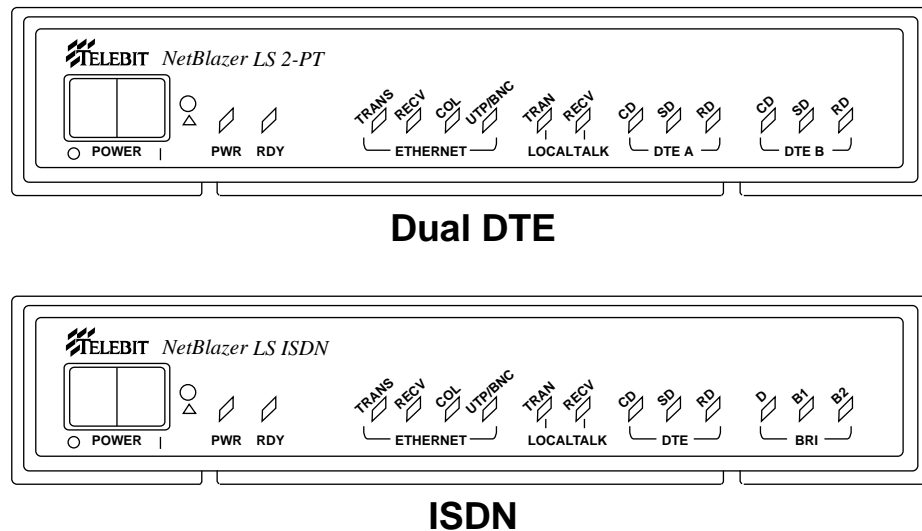 TELEBIT NetBlazer LS 2-PT
TRANS RECV COL UTP/BNC TRAN RECV CD SD RD CD SD RD
POWER PWR RDY ETHERNET LOCALTALK DTE A DTE B
Dual DTE
TELEBIT NetBlazer LS ISDN
TRANS RECV COL UTP/BNC TRAN RECV CD SD RD D B1 B2
POWER PWR RDY ETHERNET LOCALTALK DTE BRI
ISDN